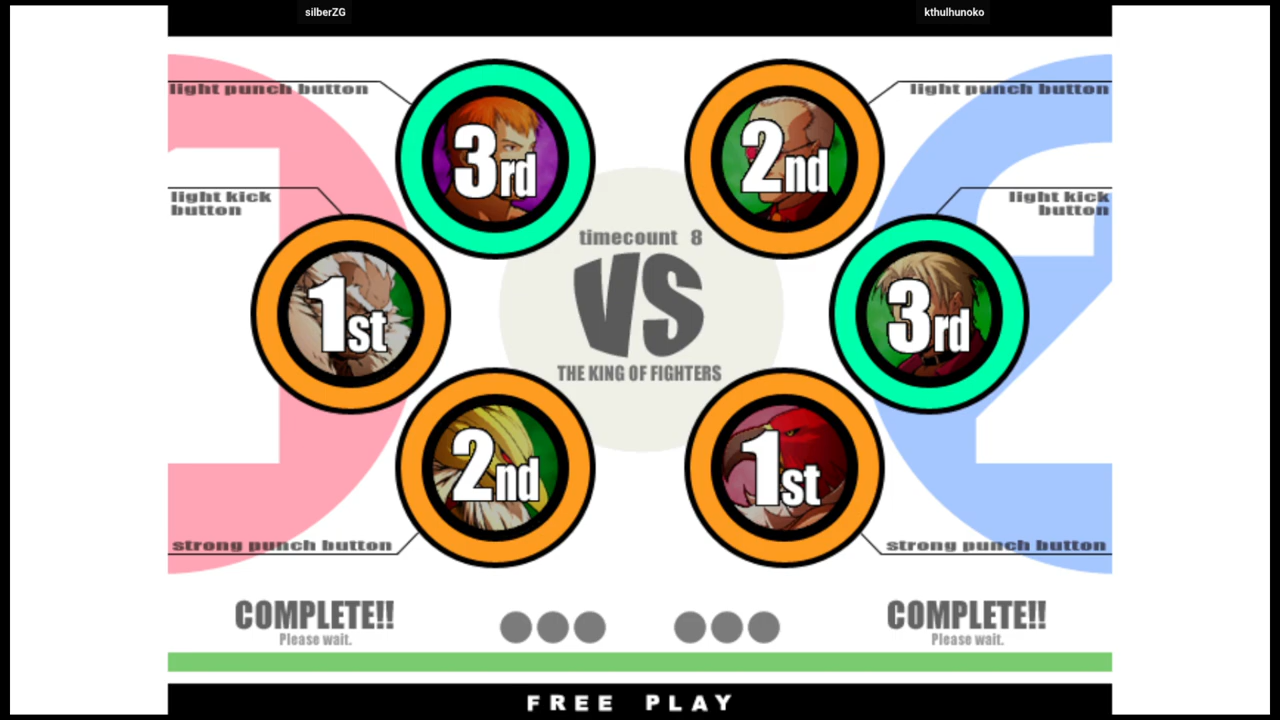 silberZG
kthulhunoko
light punch button
light punch button
3rd
2nd
light kick
button
light kick
button
timecount 8
VS
THE KING OF FIGHTERS
1st
3rd
2nd
1st
strong punch button
strong punch button
COMPLETE!!
Please wait.
COMPLETE!!
Please wait.
1
2
FREE PLAY